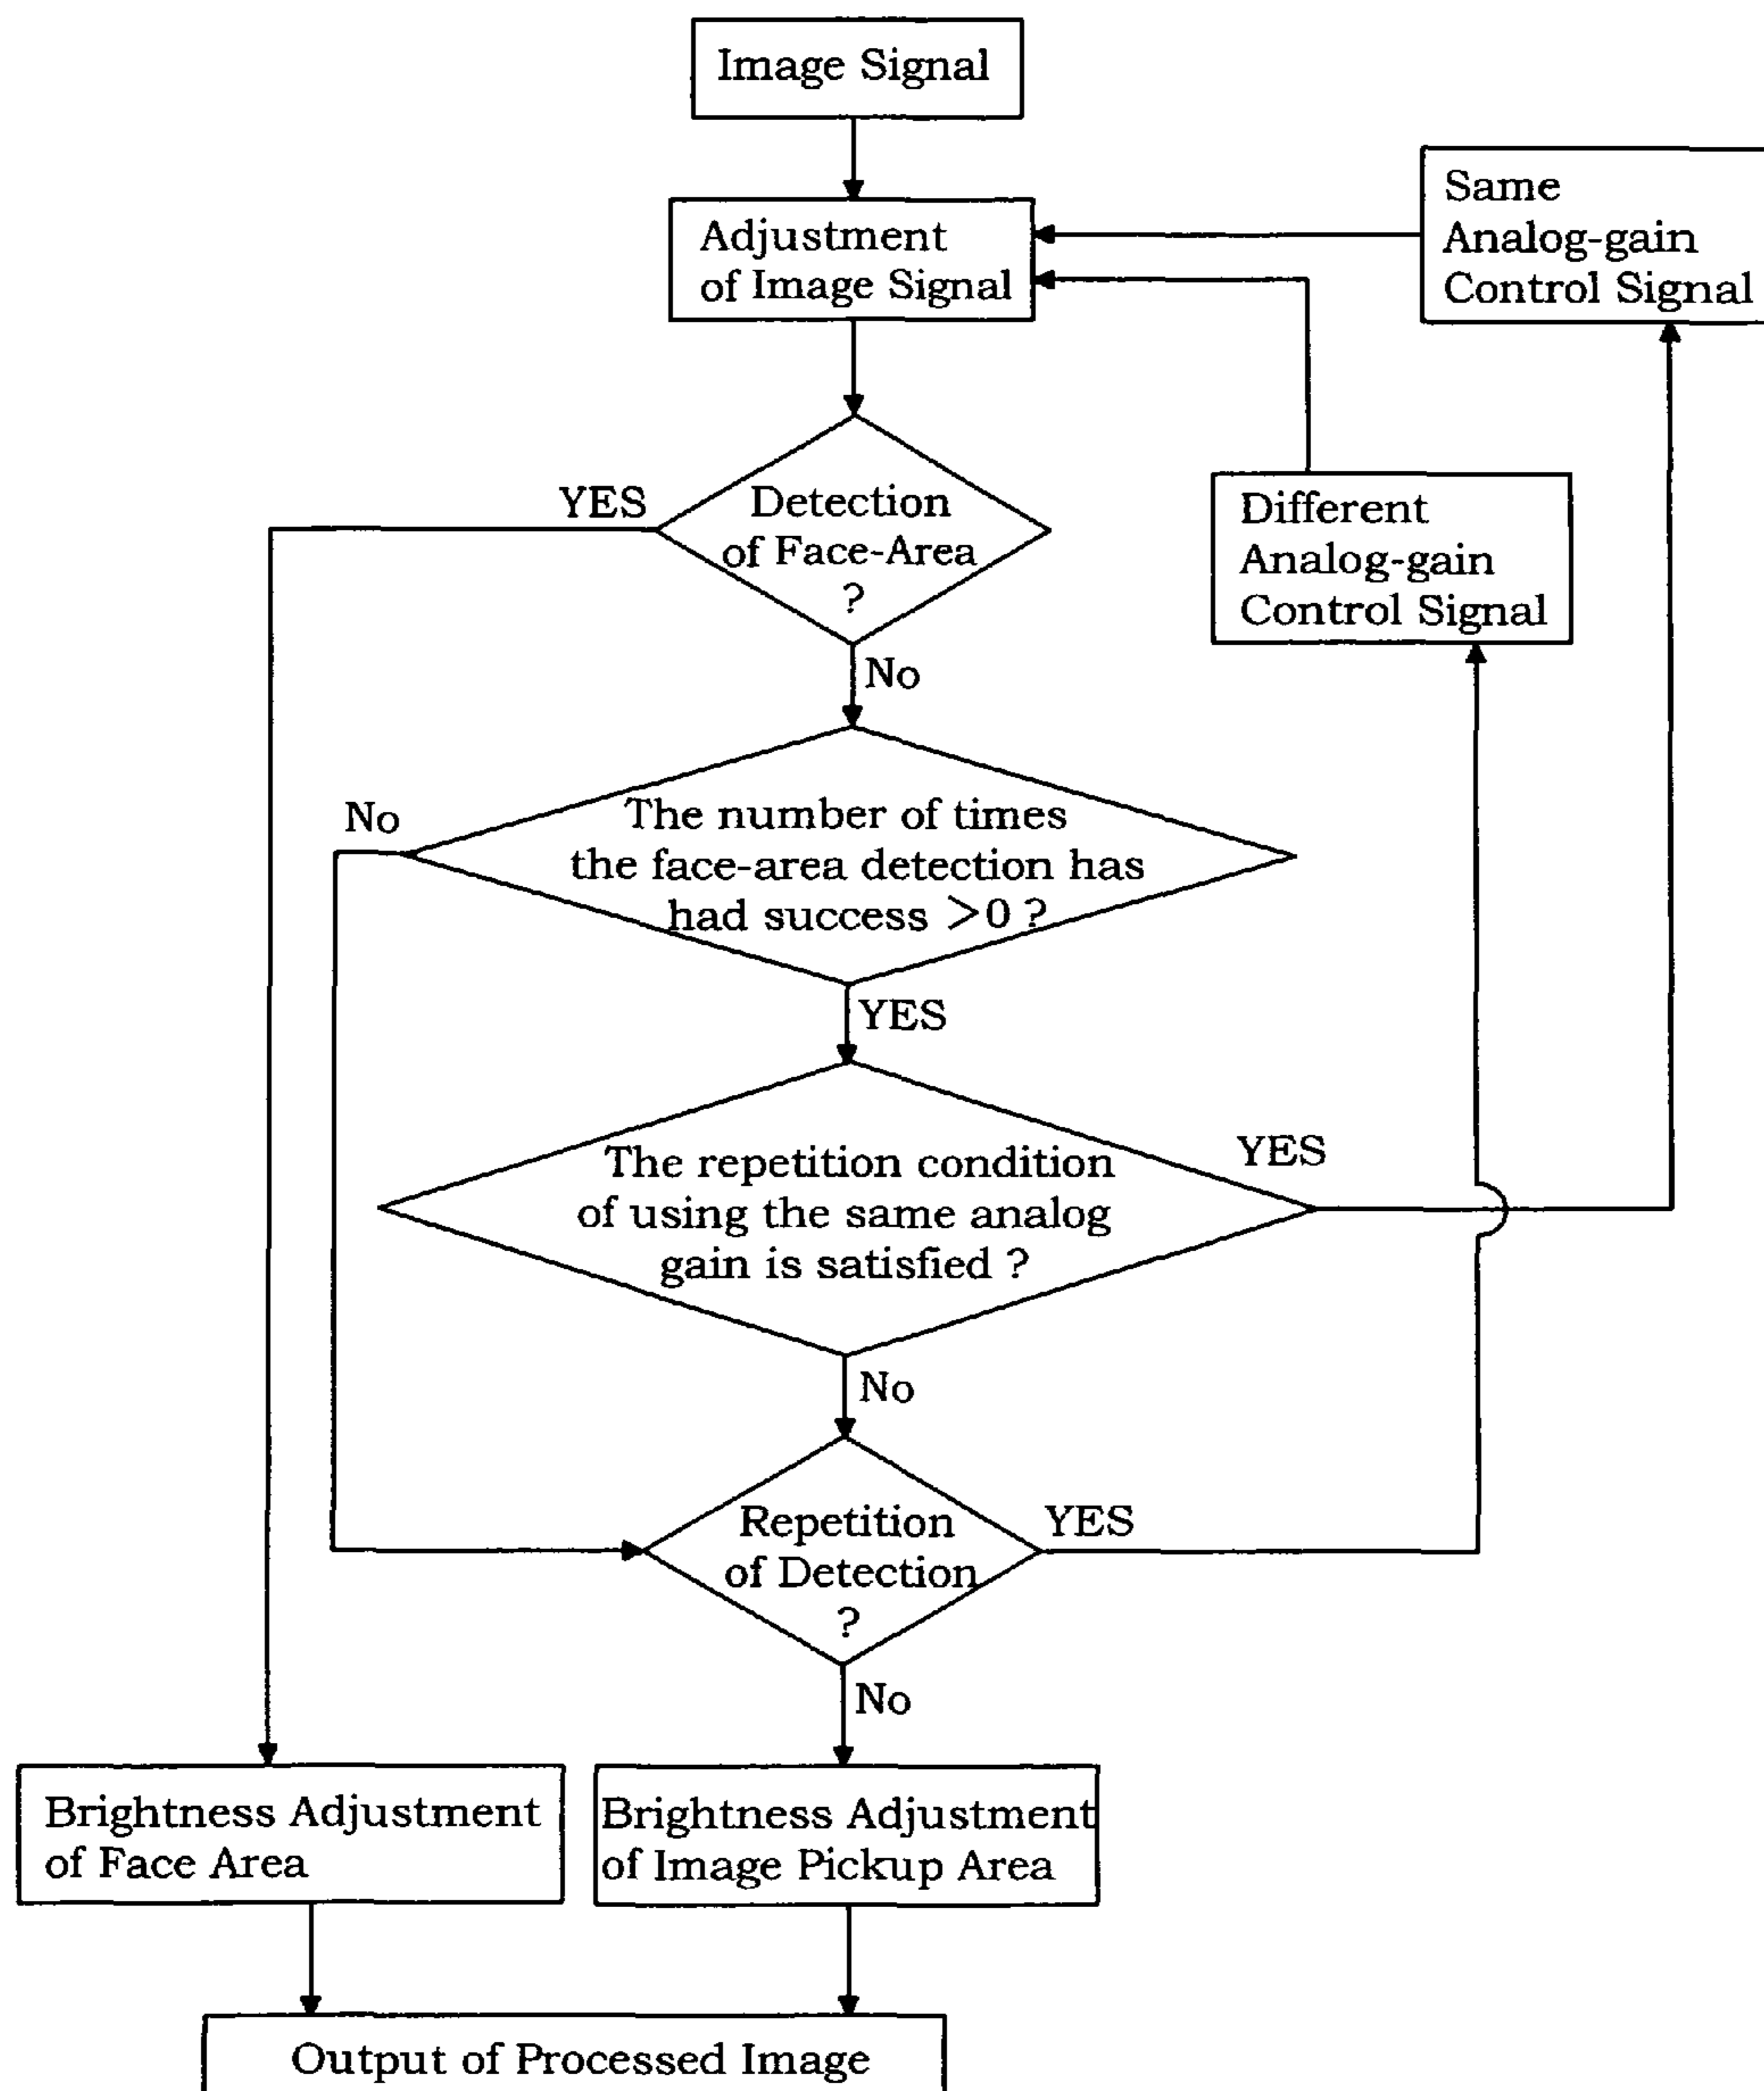 Image Signal
Same
Analog-gain
Control Signal
Adjustment
of Image Signal
YES
Detection
of Face-Area
?
Different
Analog-gain
Control Signal
No
No
The number of times
the face-area detection has
had success >0 ?
YES
The repetition condition
of using the same analog
gain is satisfied ?
YES
No
Repetition
of Detection
?
YES
No
Brightness Adjustment
of Face Area
Brightness Adjustment
of Image Pickup Area
Output of Processed Image